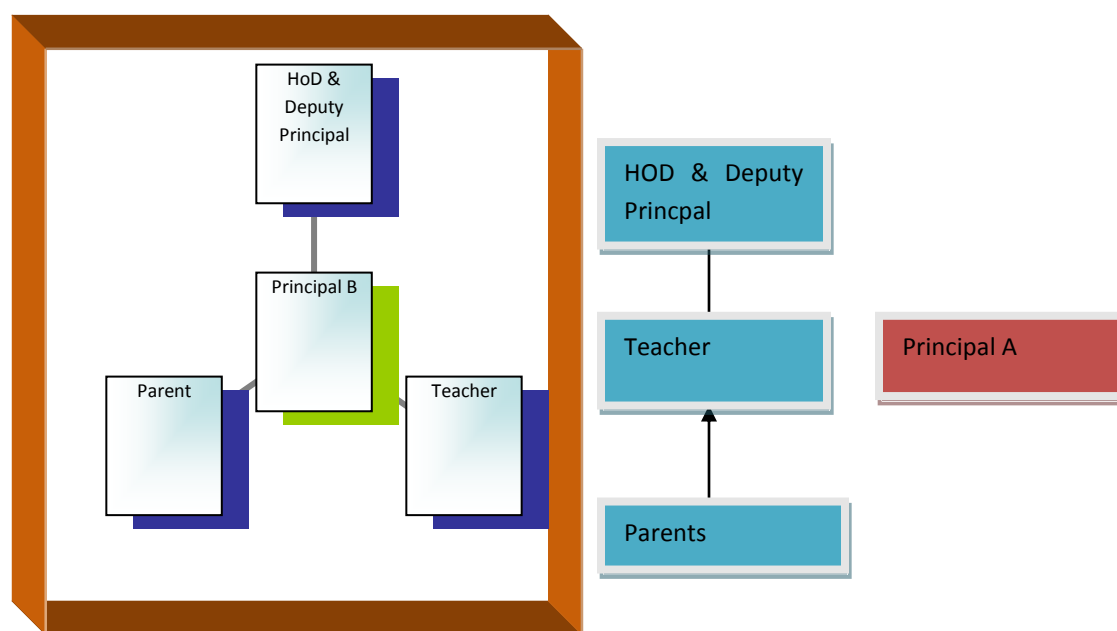 HoD &
Deputy
Principal
Principal B
Parent
Teacher
HOD & Deputy
Princpal
Teacher
Principal A
Parents